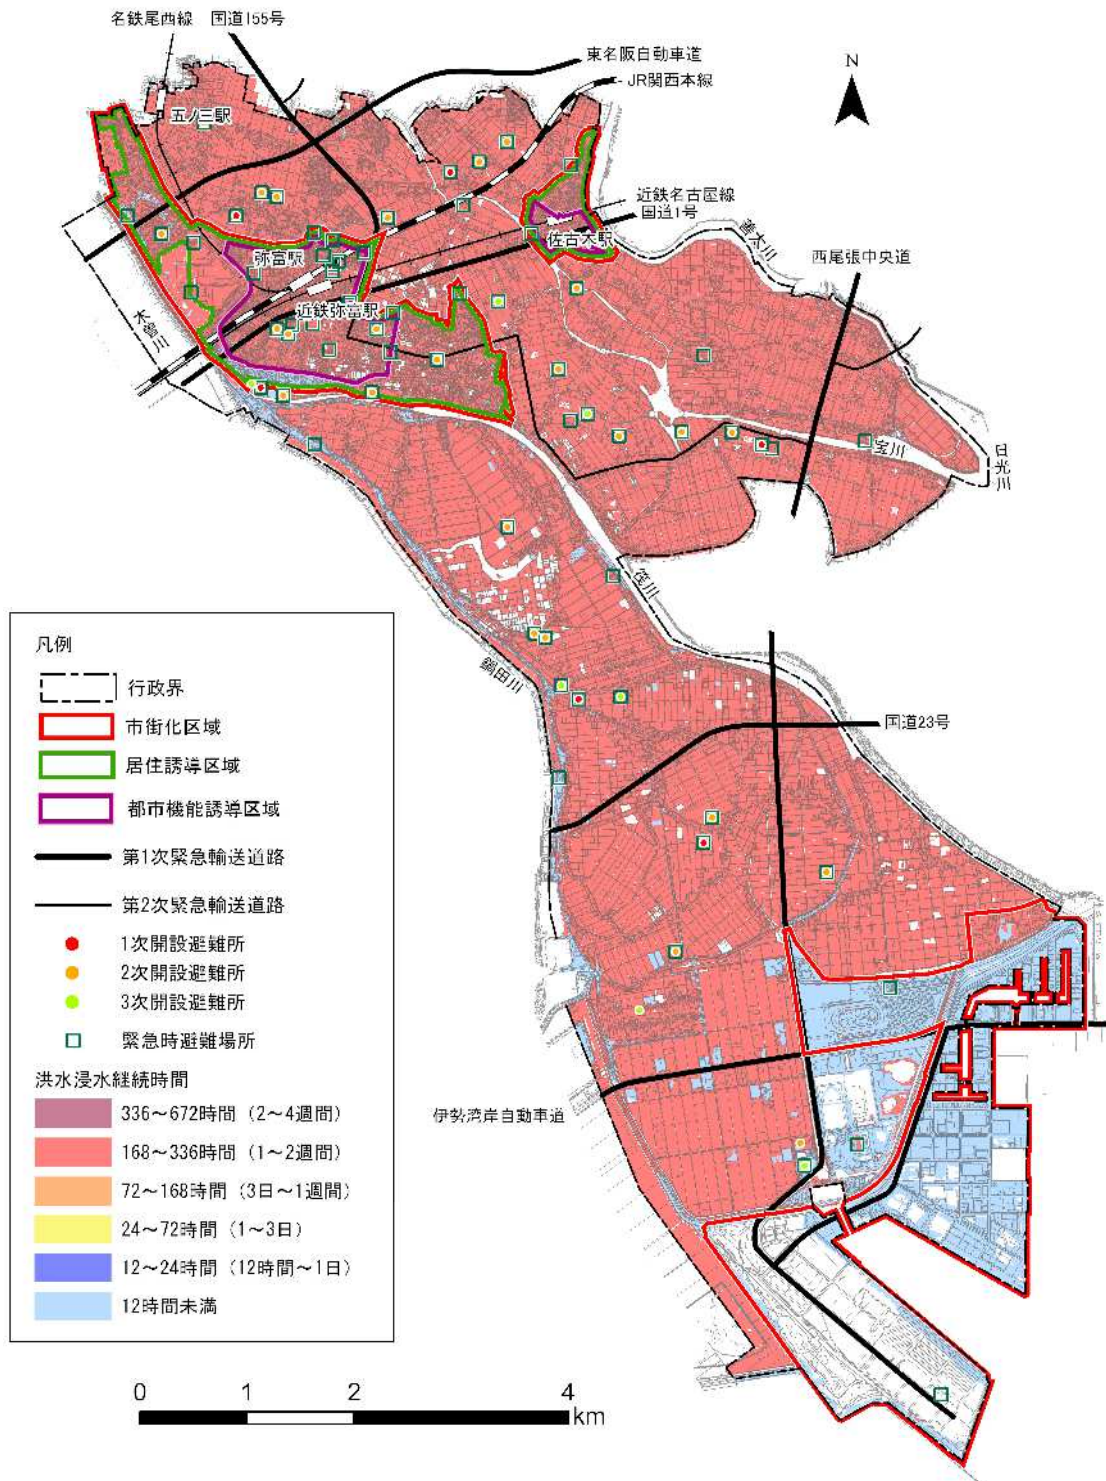 名鉄尾西線 国道155号
東名阪自動車道
JR関西本線
N
五ノ三駅
近鉄名古屋線
国道1号
佐古木駅
善太川
弥富駅
西尾張中央道
近鉄弥富駅
木曽川
宝川
日光川
筏川
鍋田川
国道23号
伊勢湾岸自動車道
凡例
行政界
市街化区域
居住誘導区域
都市機能誘導区域
第1次緊急輸送道路
第2次緊急輸送道路
1次開設避難所
2次開設避難所
3次開設避難所
緊急時避難場所
洪水浸水継続時間
336～672時間（2～4週間）
168～336時間（1～2週間）
72～168時間（3日～1週間）
24～72時間（1～3日）
12～24時間（12時間～1日）
12時間未満
0 1 2 4
km